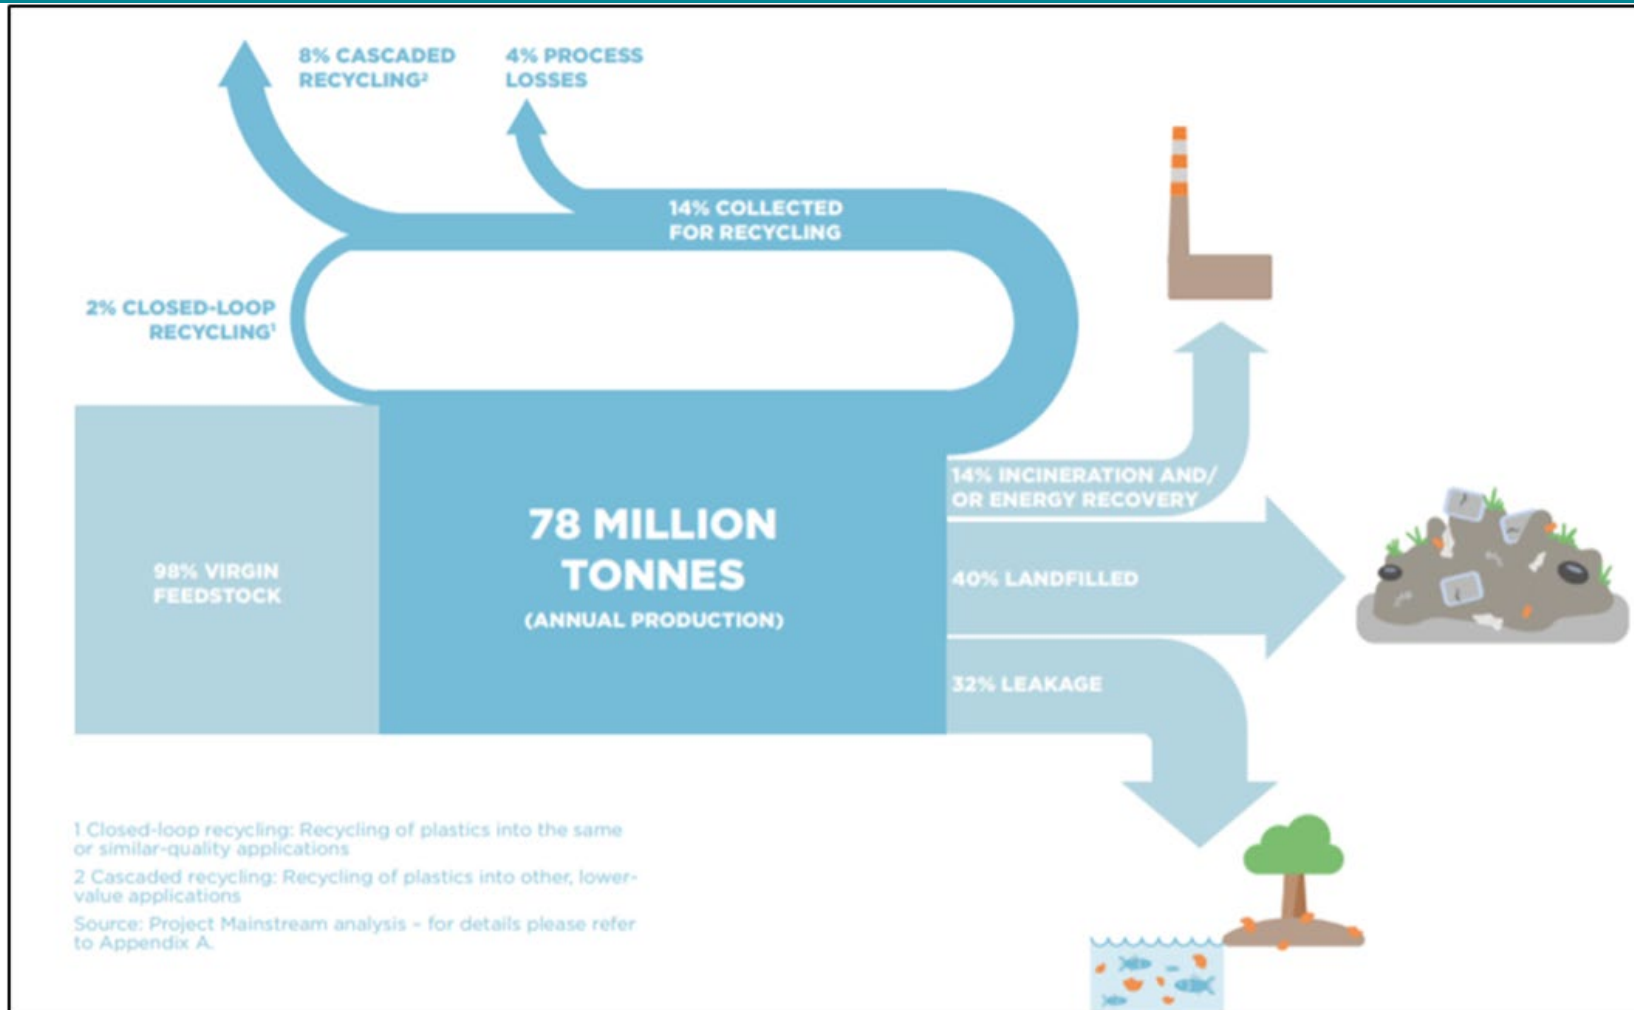 8% CASCADED
RECYCLING²
4% PROCESS
LOSSES
14% COLLECTED
FOR RECYCLING
2% CLOSED-LOOP
RECYCLING¹
98% VIRGIN
FEEDSTOCK
78 MILLION
TONNES
(ANNUAL PRODUCTION)
14% INCINERATION AND/
OR ENERGY RECOVERY
40% LANDFILLED
32% LEAKAGE
1 Closed-loop recycling: Recycling of plastics into the same
or similar-quality applications
2 Cascaded recycling: Recycling of plastics into other, lower-
value applications
Source: Project Mainstream analysis – for details please refer
to Appendix A.